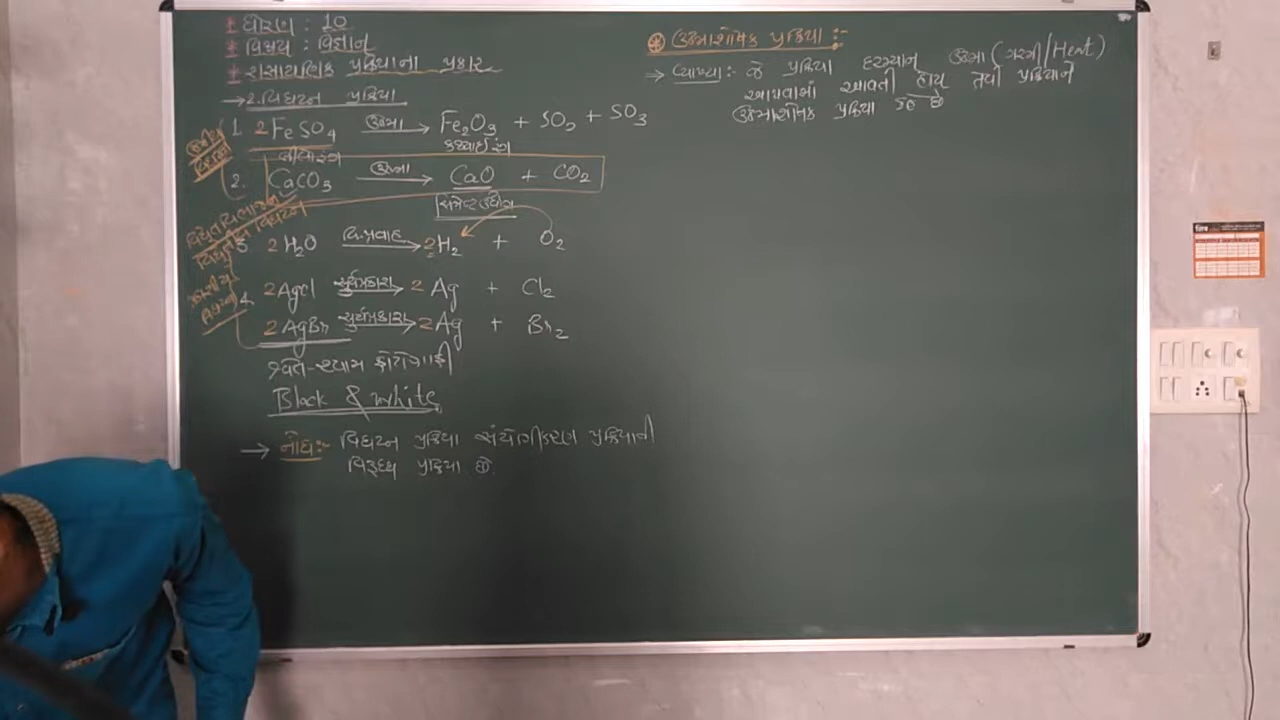 * ધોરણ : 10
* વિષય : વિજ્ઞાન
* રાસાયણિક પ્રક્રિયાના પ્રકાર
→ 2. વિઘટન પ્રક્રિયા
1. 2FeSO4 ઉષ્મા → Fe2O3 + SO2 + SO3
લીલારંગ કથ્થાઈ રંગ
2. CaCO3 ઉષ્મા → CaO + CO2
સિમેન્ટ ઉદ્યોગ
3 2H2O વિ.પ્રવાહ → 2H2 + O2
4. 2AgCl સુર્યપ્રકાશ → 2Ag + Cl2
2AgBr સુર્યપ્રકાશ → 2Ag + Br2
શ્વેત-શ્યામ ફોટોગ્રાફી
Black & white
→ નોંધ:- વિઘટન પ્રક્રિયા સંયોગીકરણ પ્રક્રિયાની
વિરૂદ્ધ પ્રક્રિયા છે.
ઉષ્માશોષક પ્રક્રિયા :-
→ વ્યાખ્યા:- જે પ્રક્રિયા દરમ્યાન ઉષ્મા (ગરમી/Heat)
આપવામાં આવતી હોય તેવી પ્રક્રિયાને
ઉષ્માશોષક પ્રક્રિયા કહે છે